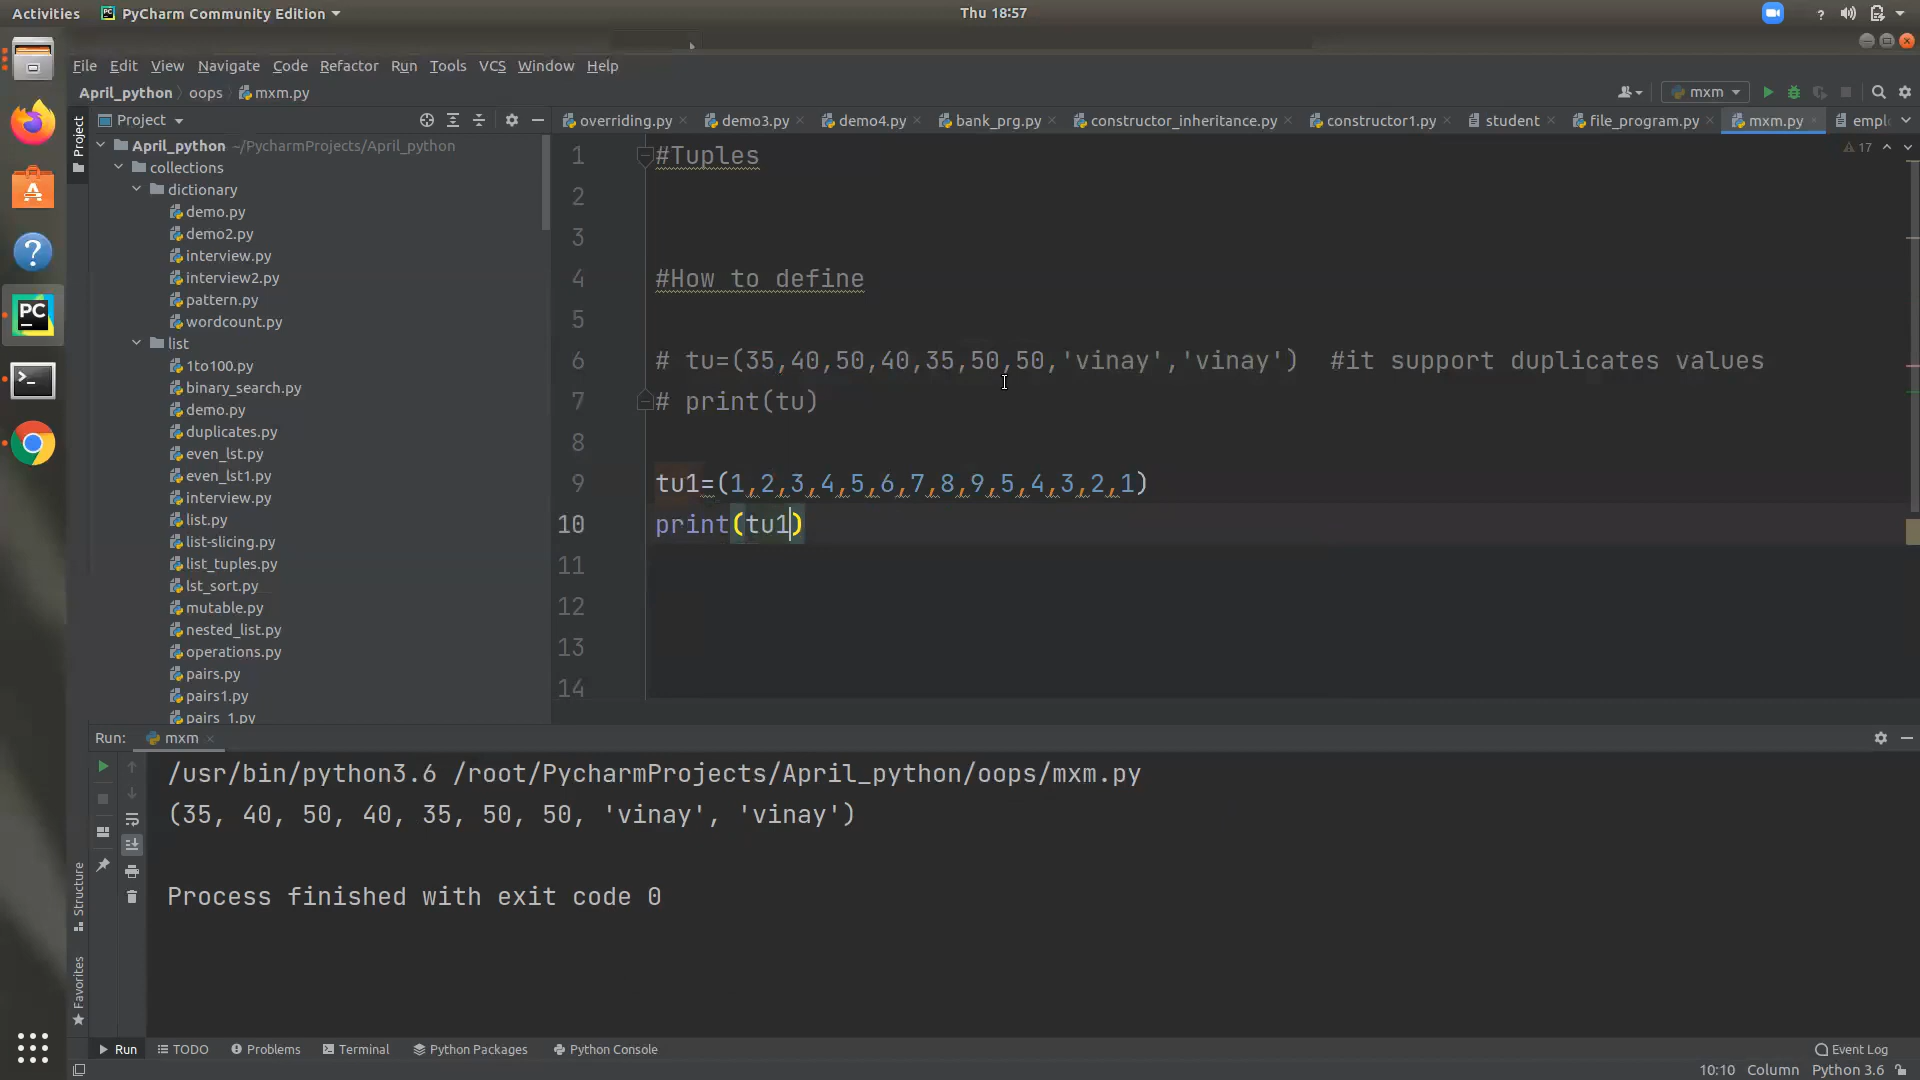 Activities PyCharm Community Edition Thu 18:57 ?
File Edit View Navigate Code Refactor Run Tools VCS Window Help
April_python oops mxm.py mxm
Project
overriding.py demo3.py demo4.py bank_prg.py constructor_inheritance.py constructor1.py student file_program.py mxm.py empl
Project
April_python ~/PycharmProjects/April_python
collections
dictionary
demo.py
demo2.py
interview.py
interview2.py
pattern.py
wordcount.py
list
1to100.py
binary_search.py
demo.py
duplicates.py
even_lst.py
even_lst1.py
interview.py
list.py
list-slicing.py
list_tuples.py
lst_sort.py
mutable.py
nested_list.py
operations.py
pairs.py
pairs1.py
pairs_1.py
17
1 #Tuples
2
3
4 #How to define
5
6 # tu=(35,40,50,40,35,50,50,'vinay','vinay') #it support duplicates values
7 # print(tu)
8
9 tu1=(1,2,3,4,5,6,7,8,9,5,4,3,2,1)
10 print(tu1)
11
12
13
14
Run: mxm
/usr/bin/python3.6 /root/PycharmProjects/April_python/oops/mxm.py
(35, 40, 50, 40, 35, 50, 50, 'vinay', 'vinay')
Process finished with exit code 0
Structure
Favorites
Run TODO Problems Terminal Python Packages Python Console Event Log
10:10 Column Python 3.6